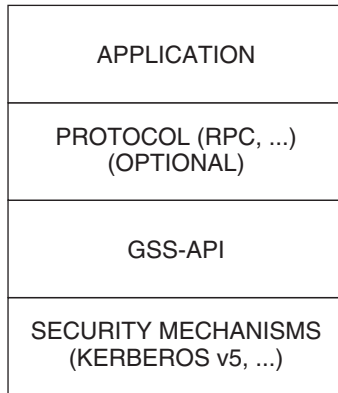 APPLICATION
PROTOCOL (RPC, ...)
(OPTIONAL)
GSS-API
SECURITY MECHANISMS
(KERBEROS v5, ...)